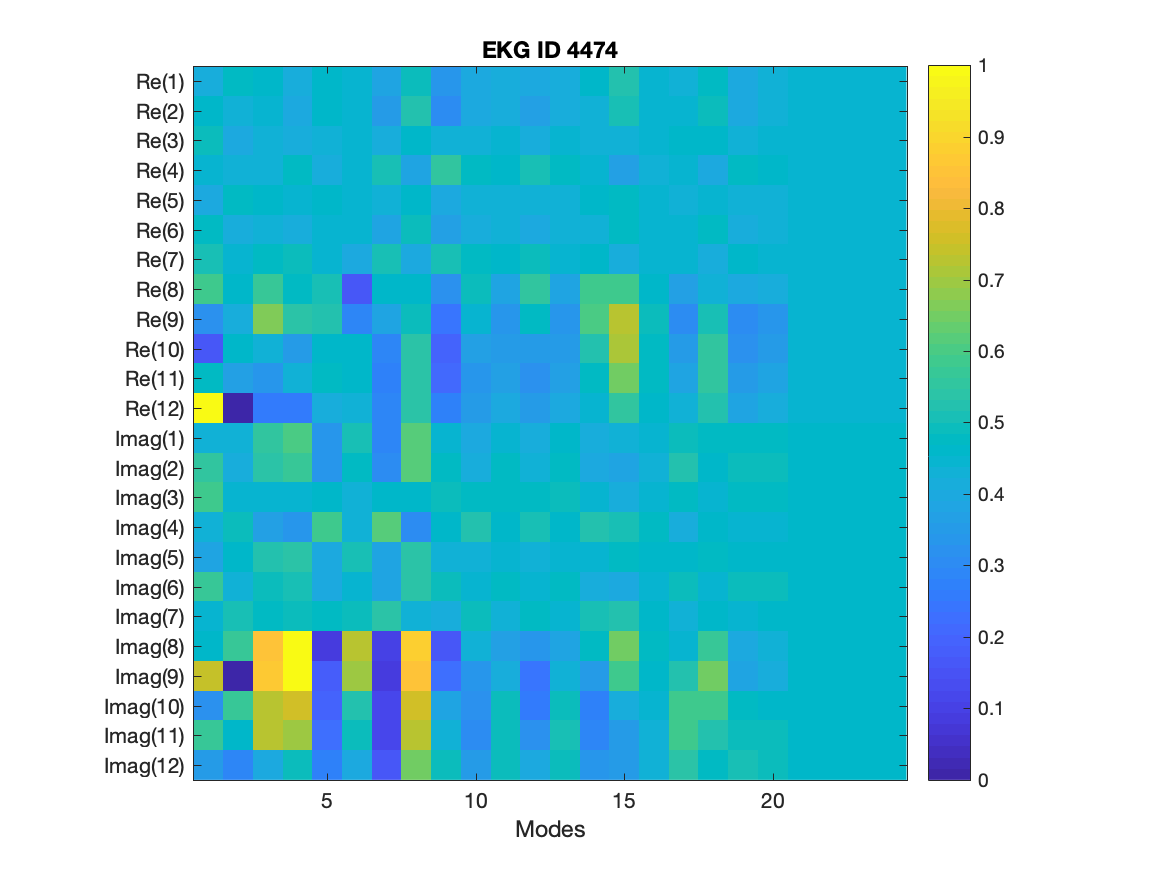 EKG ID 4474
Re(1)
Re(2)
Re(3)
Re(4)
Re(5)
Re(6)
Re(7)
Re(8)
Re(9)
Re(10)
Re(11)
Re(12)
Imag(1)
Imag(2)
Imag(3)
Imag(4)
Imag(5)
Imag(6)
Imag(7)
Imag(8)
Imag(9)
Imag(10)
Imag(11)
Imag(12)
5 10 15 20
Modes
1
0.9
0.8
0.7
0.6
0.5
0.4
0.3
0.2
0.1
0